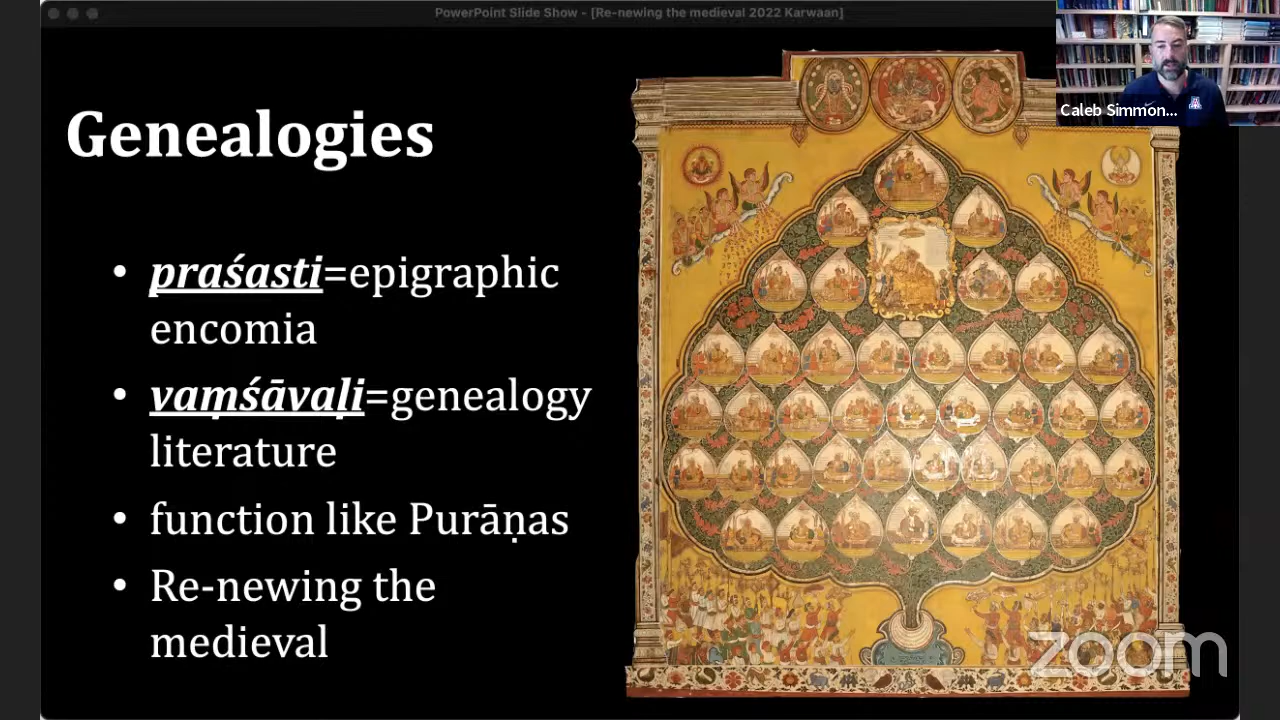 PowerPoint Slide Show - [Re-newing the medieval 2022 Karwaan]
Caleb Simmon...
Genealogies
• praśasti=epigraphic
encomia
• vaṃśāvaḷi=genealogy
literature
• function like Purāṇas
• Re-newing the
medieval
zoom